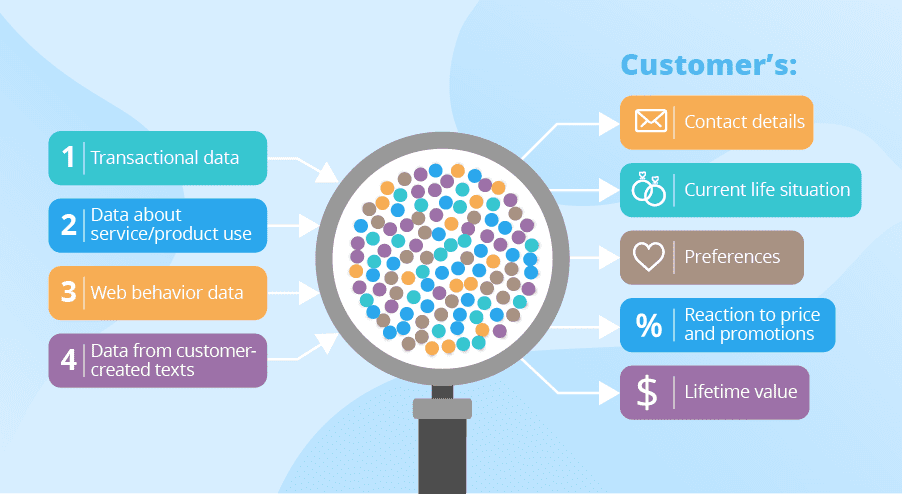 Customer's:
1 Transactional data
2 Data about
service/product use
3 Web behavior data
4 Data from customer-
created texts
Contact details
Current life situation
Preferences
% Reaction to price
and promotions
$ Lifetime value